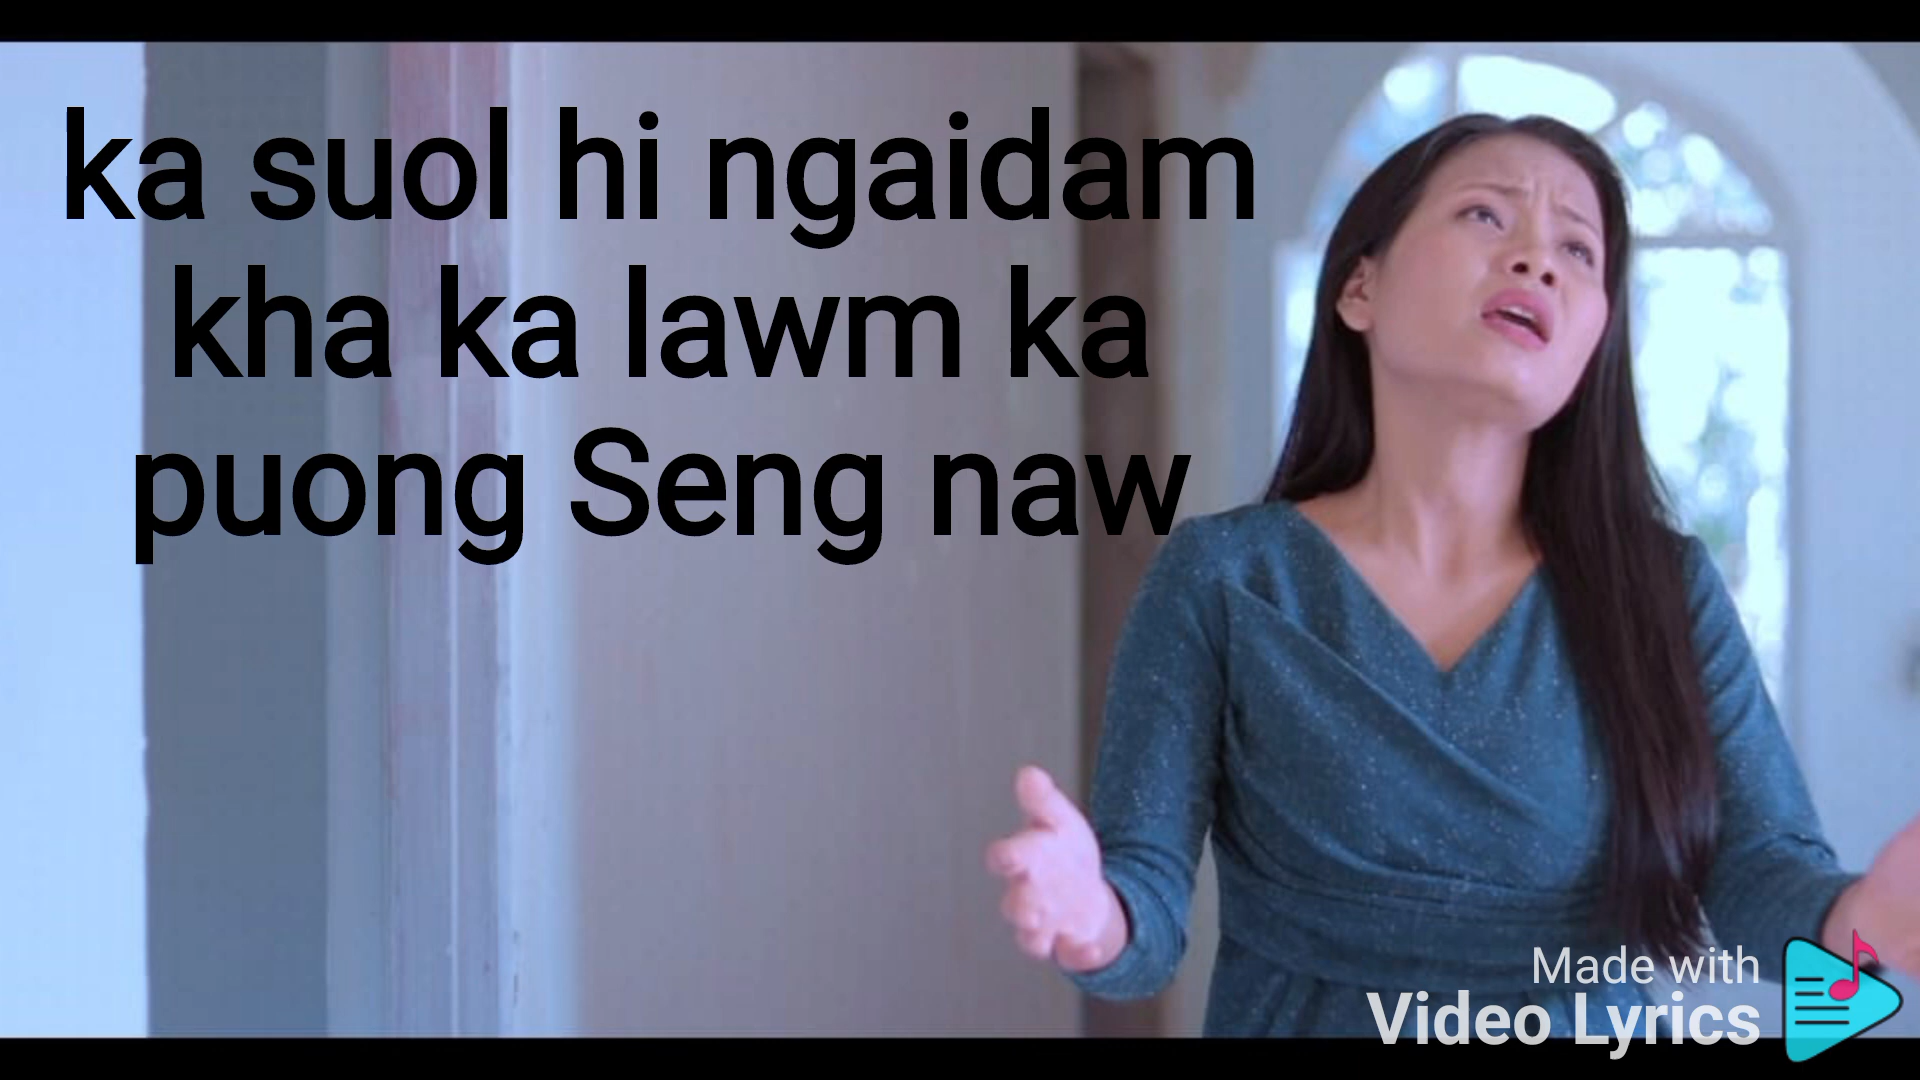 ka suol hi ngaidam
kha ka lawm ka
puong Seng naw
Made with
Video Lyrics